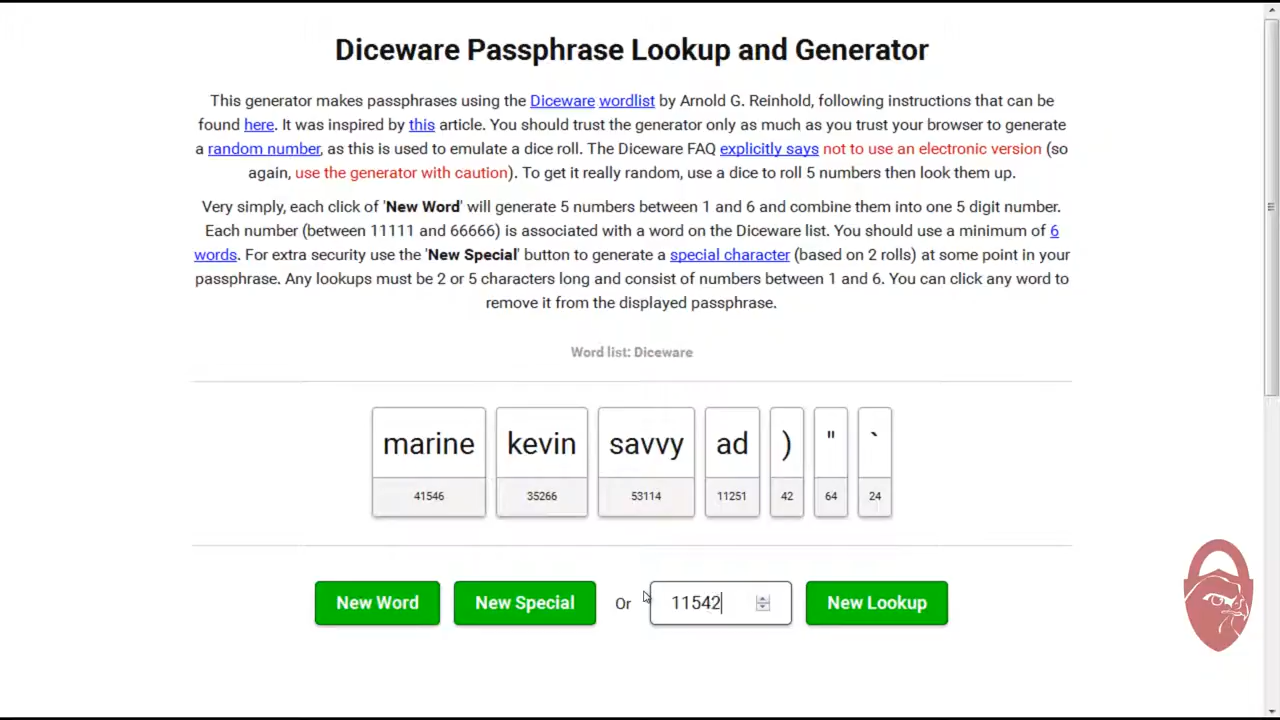 Diceware Passphrase Lookup and Generator
This generator makes passphrases using the Diceware wordlist by Arnold G. Reinhold, following instructions that can be
found here. It was inspired by this article. You should trust the generator only as much as you trust your browser to generate
a random number, as this is used to emulate a dice roll. The Diceware FAQ explicitly says not to use an electronic version (so
again, use the generator with caution). To get it really random, use a dice to roll 5 numbers then look them up.
Very simply, each click of 'New Word' will generate 5 numbers between 1 and 6 and combine them into one 5 digit number.
Each number (between 11111 and 66666) is associated with a word on the Diceware list. You should use a minimum of 6
words. For extra security use the 'New Special' button to generate a special character (based on 2 rolls) at some point in your
passphrase. Any lookups must be 2 or 5 characters long and consist of numbers between 1 and 6. You can click any word to
remove it from the displayed passphrase.
Word list: Diceware
marine kevin savvy ad ) " `
41546 35266 53114 11251 42 64 24
New Word New Special Or 11542 New Lookup